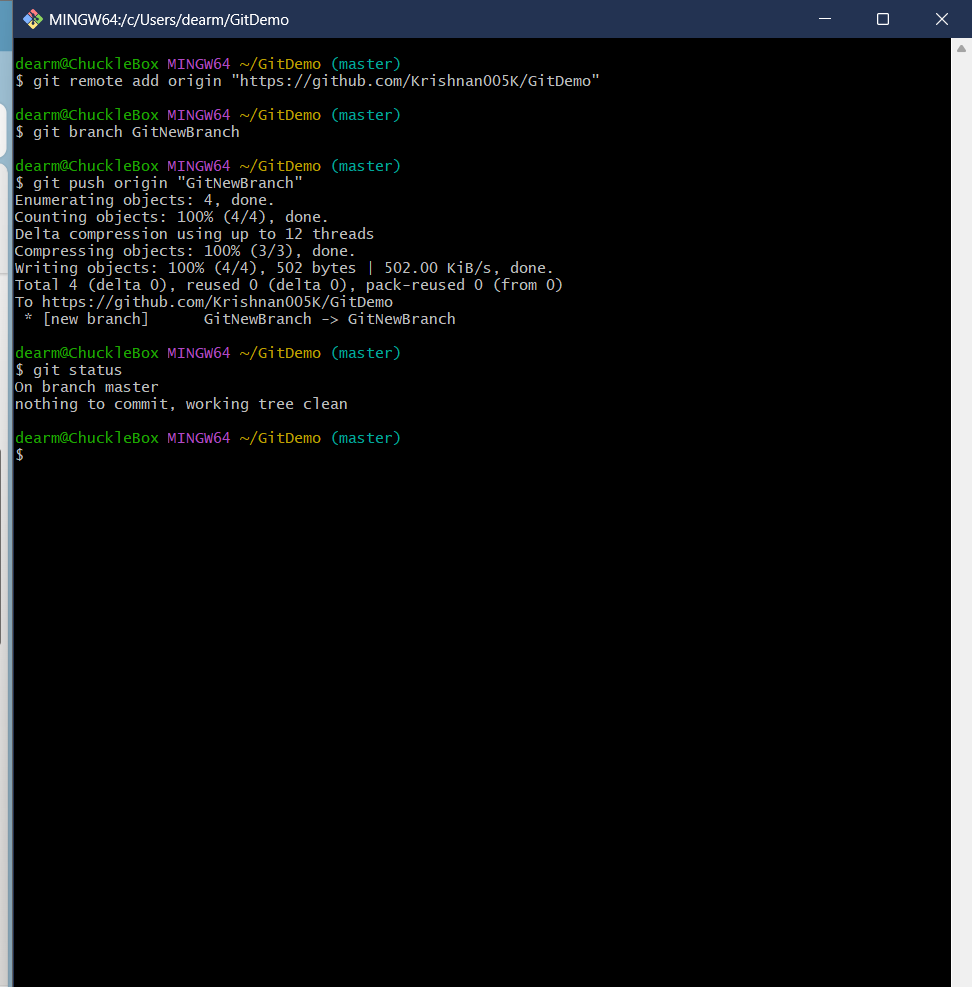 MINGW64:/c/Users/dearm/GitDemo
dearm@ChuckleBox MINGW64 ~/GitDemo (master)
$ git remote add origin "https://github.com/Krishnan005K/GitDemo"
dearm@ChuckleBox MINGW64 ~/GitDemo (master)
$ git branch GitNewBranch
dearm@ChuckleBox MINGW64 ~/GitDemo (master)
$ git push origin "GitNewBranch"
Enumerating objects: 4, done.
Counting objects: 100% (4/4), done.
Delta compression using up to 12 threads
Compressing objects: 100% (3/3), done.
Writing objects: 100% (4/4), 502 bytes | 502.00 KiB/s, done.
Total 4 (delta 0), reused 0 (delta 0), pack-reused 0 (from 0)
To https://github.com/Krishnan005K/GitDemo
 * [new branch]      GitNewBranch -> GitNewBranch
dearm@ChuckleBox MINGW64 ~/GitDemo (master)
$ git status
On branch master
nothing to commit, working tree clean
dearm@ChuckleBox MINGW64 ~/GitDemo (master)
$